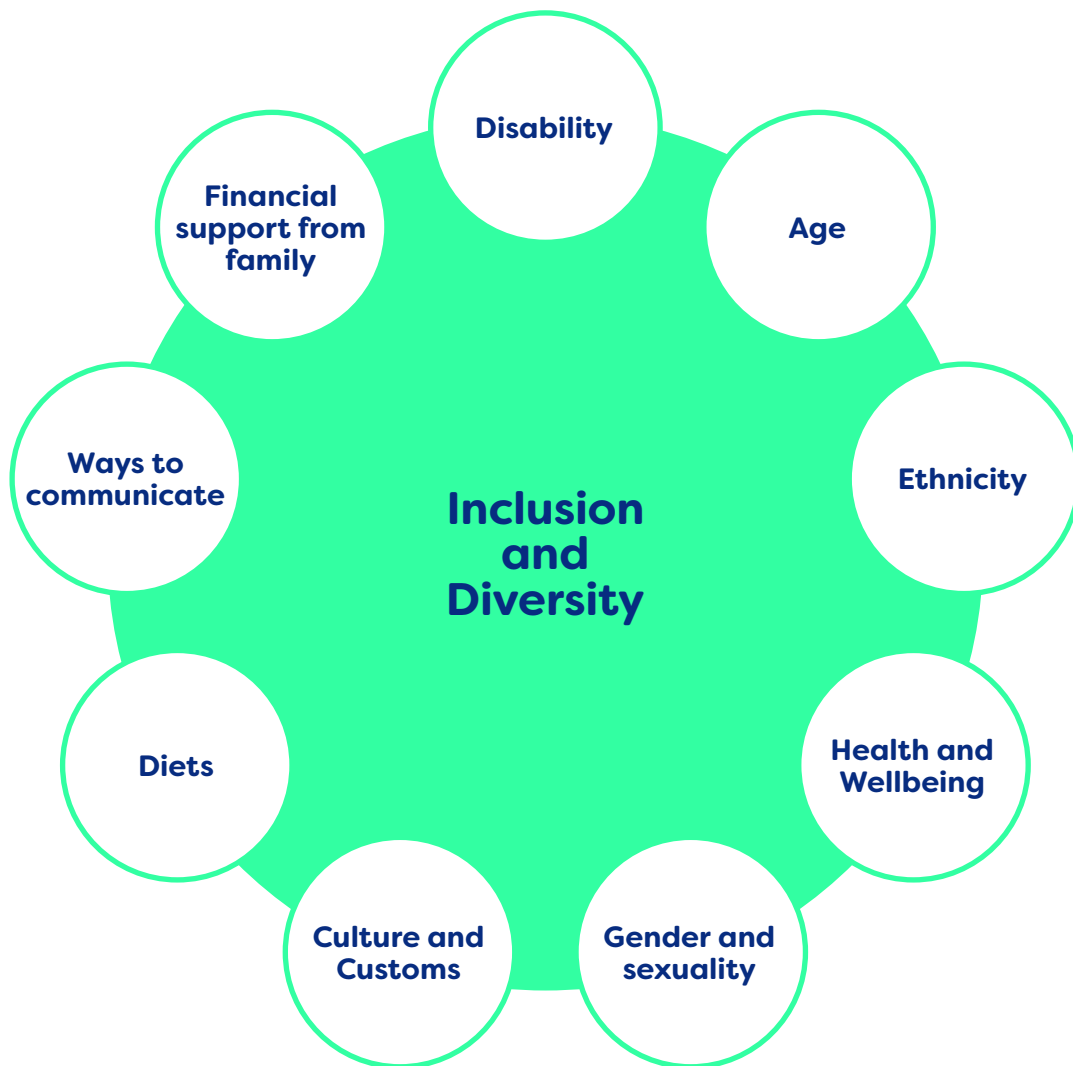 Disability
Financial
support from
family
Age
Ways to
communicate
Ethnicity
Inclusion
and
Diversity
Diets
Health and
Wellbeing
Culture and
Customs
Gender and
sexuality